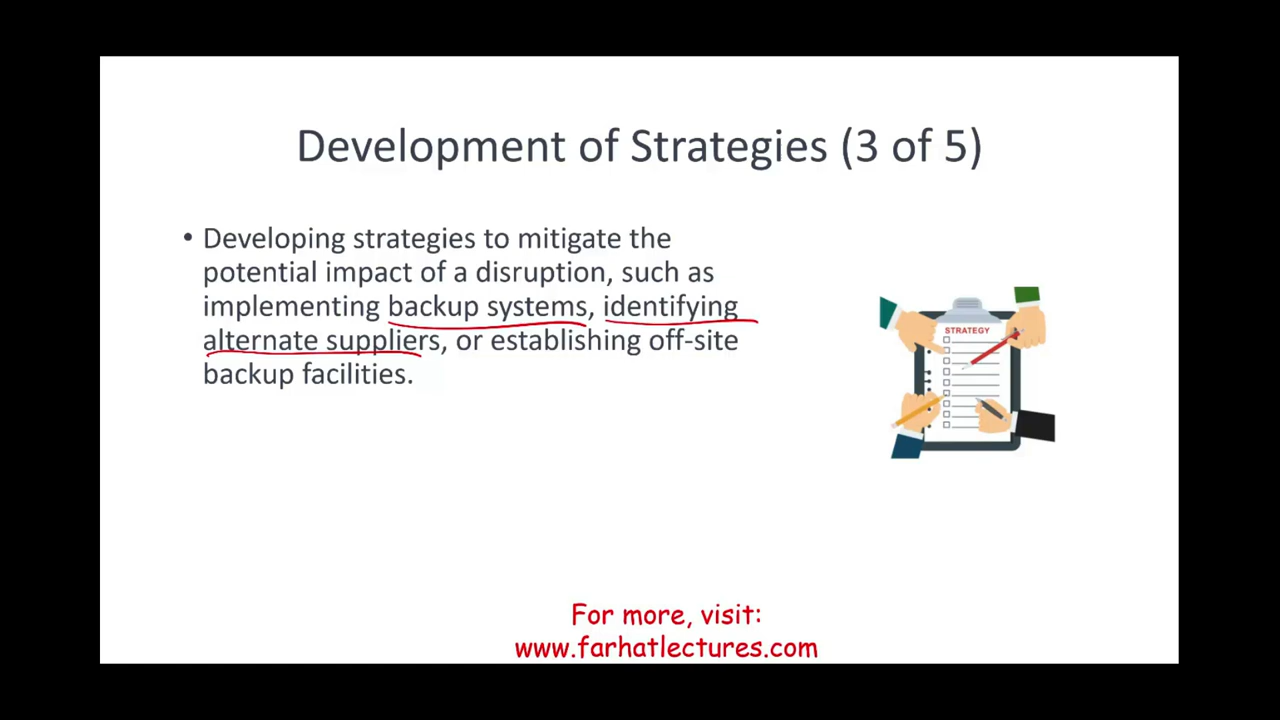 Development of Strategies (3 of 5)
• Developing strategies to mitigate the
potential impact of a disruption, such as
implementing backup systems, identifying
alternate suppliers, or establishing off-site
backup facilities.
STRATEGY
For more, visit:
www.farhatlectures.com